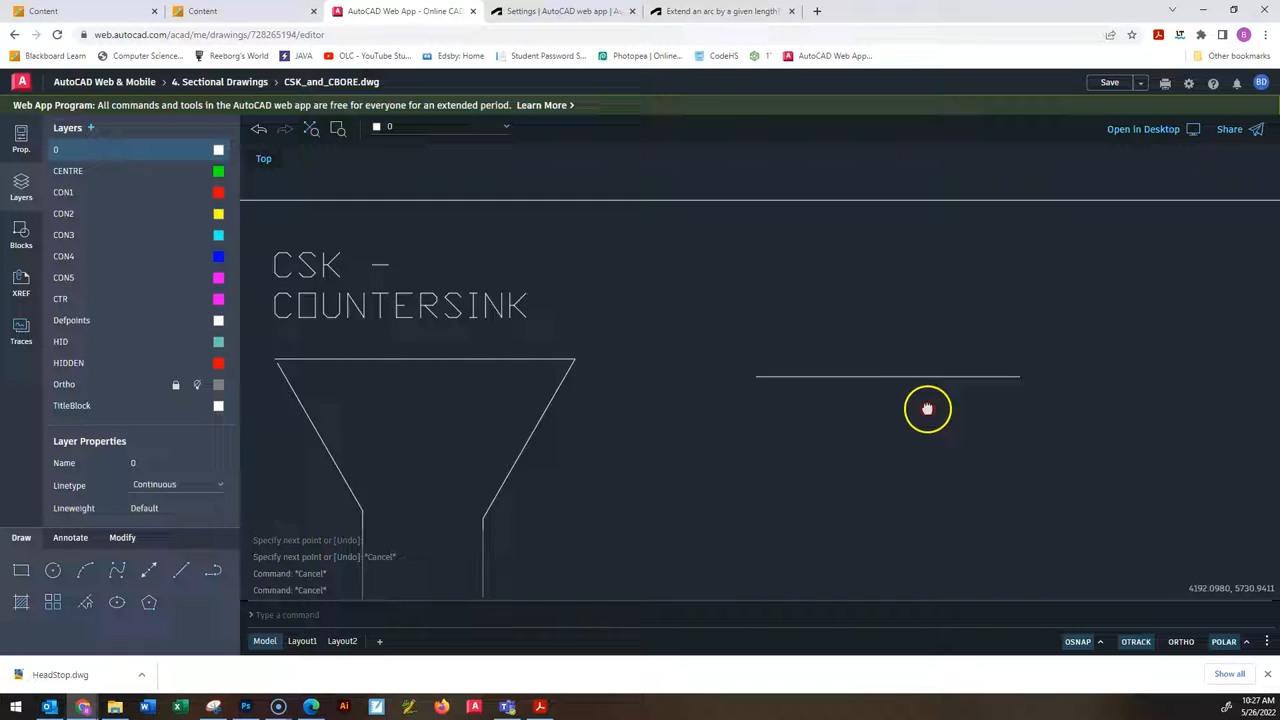 Content
Content
AutoCAD Web App - Online CAD
Settings | AutoCAD web app | Au
Extend an arc by a given length?
web.autocad.com/acad/me/drawings/728265194/editor
Blackboard Learn
Computer Science...
Reeborg's World
JAVA
OLC - YouTube Stu...
Edsby: Home
Student Password S...
Photopea | Online...
CodeHS
AutoCAD Web App...
Other bookmarks
AutoCAD Web & Mobile > 4. Sectional Drawings > CSK_and_CBORE.dwg
Save
BD
Web App Program: All commands and tools in the AutoCAD web app are free for everyone for an extended period. Learn More >
Prop.
Layers +
0
Open in Desktop
Share
Top
0
CENTRE
CON1
CON2
CON3
CON4
CON5
CTR
Defpoints
HID
HIDDEN
Ortho
TitleBlock
Layers
Blocks
XREF
Traces
CSK -
COUNTERSINK
Layer Properties
Name 0
Linetype Continuous
Lineweight Default
Draw Annotate Modify
Specify next point or [Undo]:
Specify next point or [Undo]: *Cancel*
Command: *Cancel*
Command: *Cancel*
4192.0980, 5730.9411
Type a command
Model Layout1 Layout2 +
OSNAP OTRACK ORTHO POLAR
HeadStop.dwg
Show all
10:27 AM
5/26/2022